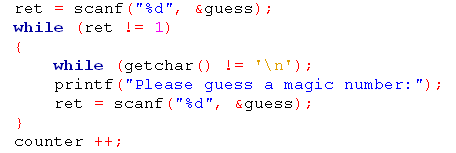 ret = scanf("%d", &guess);
while (ret != 1)
{
    while (getchar() != '\n');
    printf("Please guess a magic number:");
    ret = scanf("%d", &guess);
}
counter ++;